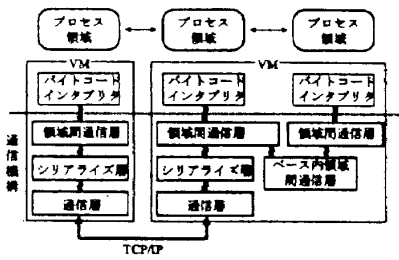 プロセス
領域
プロセス
領域
プロセス
領域
VM
VM
バイトコード
インタプリタ
バイトコード
インタプリタ
バイトコード
インタプリタ
通信機構
領域間通信層
領域間通信層
領域間通信層
シリアライズ層
シリアライズ層
ベース内領域
間通信層
通信層
通信層
TCP/IP